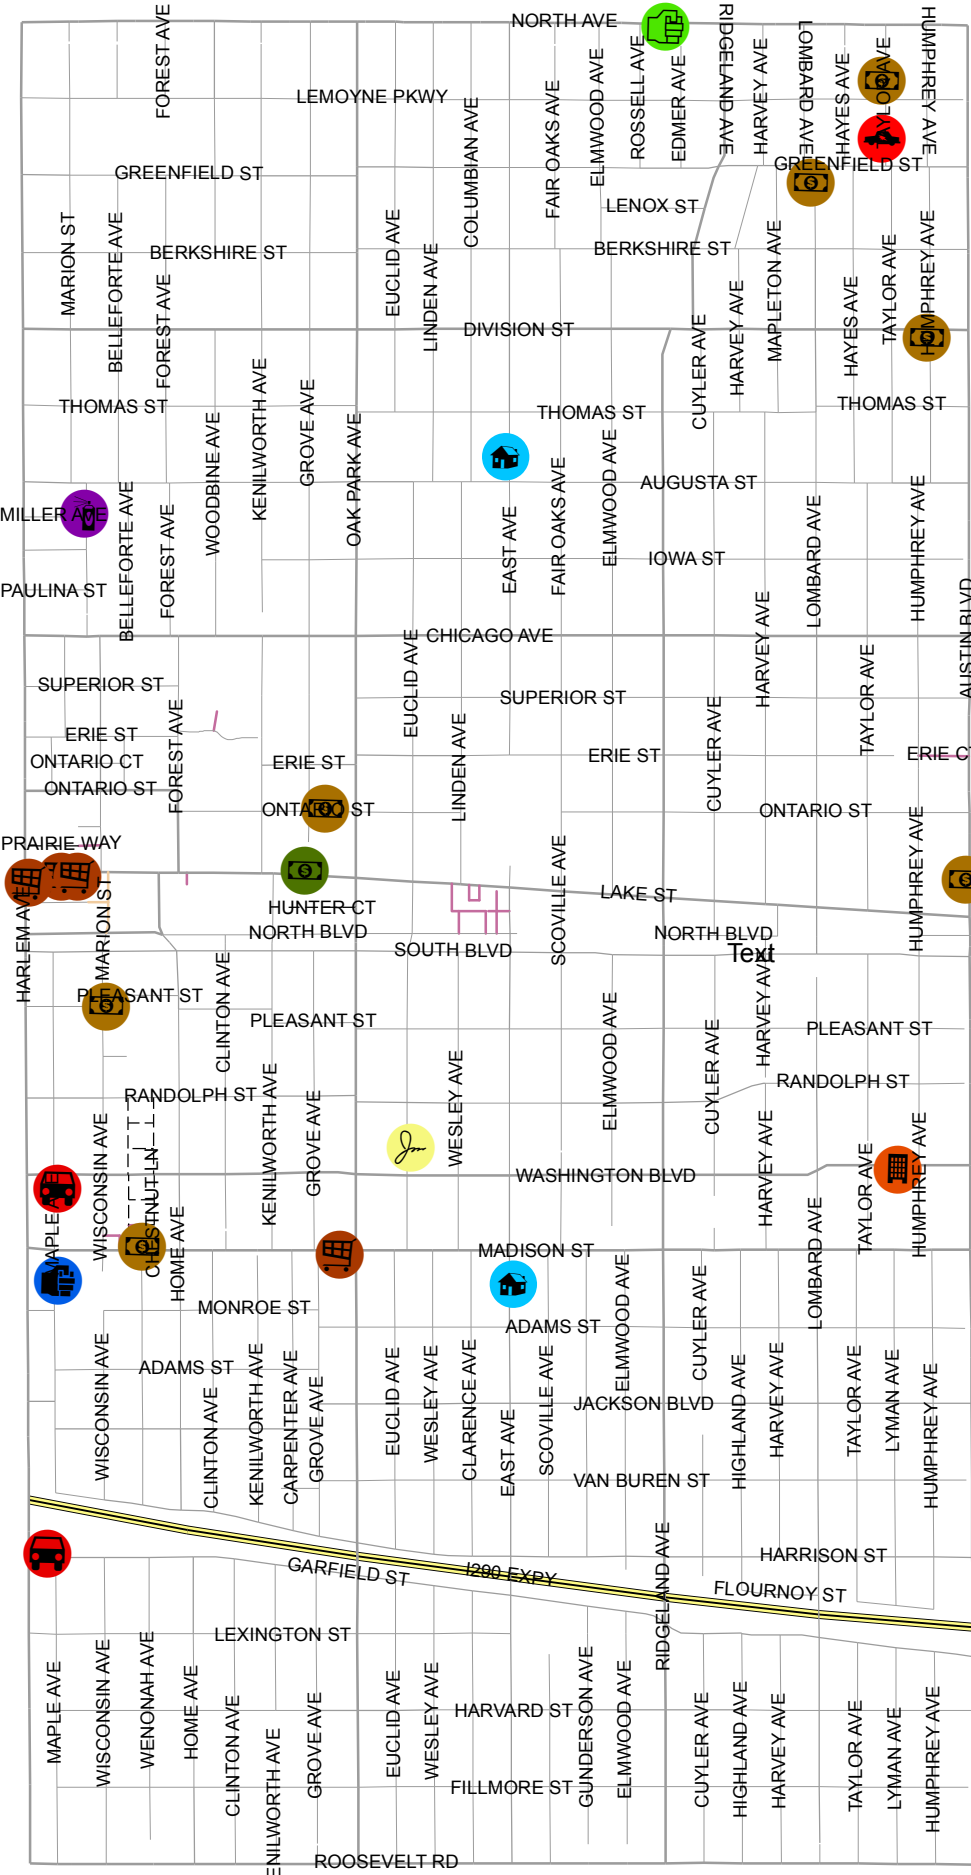 NORTH AVE
FOREST AVE
RIDGELAND AVE
HUMPHREY AVE
LOMBARD AVE
ROSSELL AVE
HARVEY AVE
TAYLOR AVE
ELMWOOD AVE
EDMER AVE
HAYES AVE
LEMOYNE PKWY
FAIR OAKS AVE
COLUMBIAN AVE
GREENFIELD ST
GREENFIELD ST
LENOX ST
MARION ST
BELLEFORTE AVE
BERKSHIRE ST
EUCLID AVE
LINDEN AVE
BERKSHIRE ST
MAPLETON AVE
TAYLOR AVE
HUMPHREY AVE
FOREST AVE
HARVEY AVE
HAYES AVE
DIVISION ST
CUYLER AVE
KENILWORTH AVE
GROVE AVE
THOMAS ST
THOMAS ST
THOMAS ST
WOODBINE AVE
OAK PARK AVE
ELMWOOD AVE
FAIR OAKS AVE
AUGUSTA ST
HUMPHREY AVE
BELLEFORTE AVE
MILLER AVE
FOREST AVE
EAST AVE
LOMBARD AVE
IOWA ST
PAULINA ST
HARVEY AVE
AUSTIN BLVD
CHICAGO AVE
EUCLID AVE
TAYLOR AVE
SUPERIOR ST
SUPERIOR ST
FOREST AVE
CUYLER AVE
LINDEN AVE
ERIE ST
ERIE ST
ERIE ST
ERIE CT
ONTARIO CT
ONTARIO ST
ONTARIO ST
ONTARIO ST
HUMPHREY AVE
PRAIRIE WAY
SCOVILLE AVE
HARLEM AVE
MARION ST
LAKE ST
HUNTER CT
NORTH BLVD
NORTH BLVD
SOUTH BLVD
Text
CLINTON AVE
HARVEY AVE
PLEASANT ST
PLEASANT ST
PLEASANT ST
ELMWOOD AVE
CUYLER AVE
WESLEY AVE
KENILWORTH AVE
RANDOLPH ST
RANDOLPH ST
GROVE AVE
WISCONSIN AVE
CHESTNUT LN
HARVEY AVE
HUMPHREY AVE
TAYLOR AVE
WASHINGTON BLVD
MAPLE AVE
HOME AVE
LOMBARD AVE
MADISON ST
ELMWOOD AVE
CUYLER AVE
MONROE ST
ADAMS ST
WISCONSIN AVE
ADAMS ST
KENILWORTH AVE
CARPENTER AVE
EUCLID AVE
WESLEY AVE
CLARENCE AVE
SCOVILLE AVE
HIGHLAND AVE
HARVEY AVE
TAYLOR AVE
LYMAN AVE
HUMPHREY AVE
CLINTON AVE
GROVE AVE
EAST AVE
JACKSON BLVD
VAN BUREN ST
RIDGELAND AVE
HARRISON ST
GARFIELD ST
I290 EXPY
FLOURNOY ST
LEXINGTON ST
MAPLE AVE
WISCONSIN AVE
WENONAH AVE
HOME AVE
CLINTON AVE
KENILWORTH AVE
GROVE AVE
EUCLID AVE
WESLEY AVE
HARVARD ST
GUNDERSON AVE
ELMWOOD AVE
CUYLER AVE
HIGHLAND AVE
HARVEY AVE
TAYLOR AVE
LYMAN AVE
HUMPHREY AVE
FILLMORE ST
ROOSEVELT RD